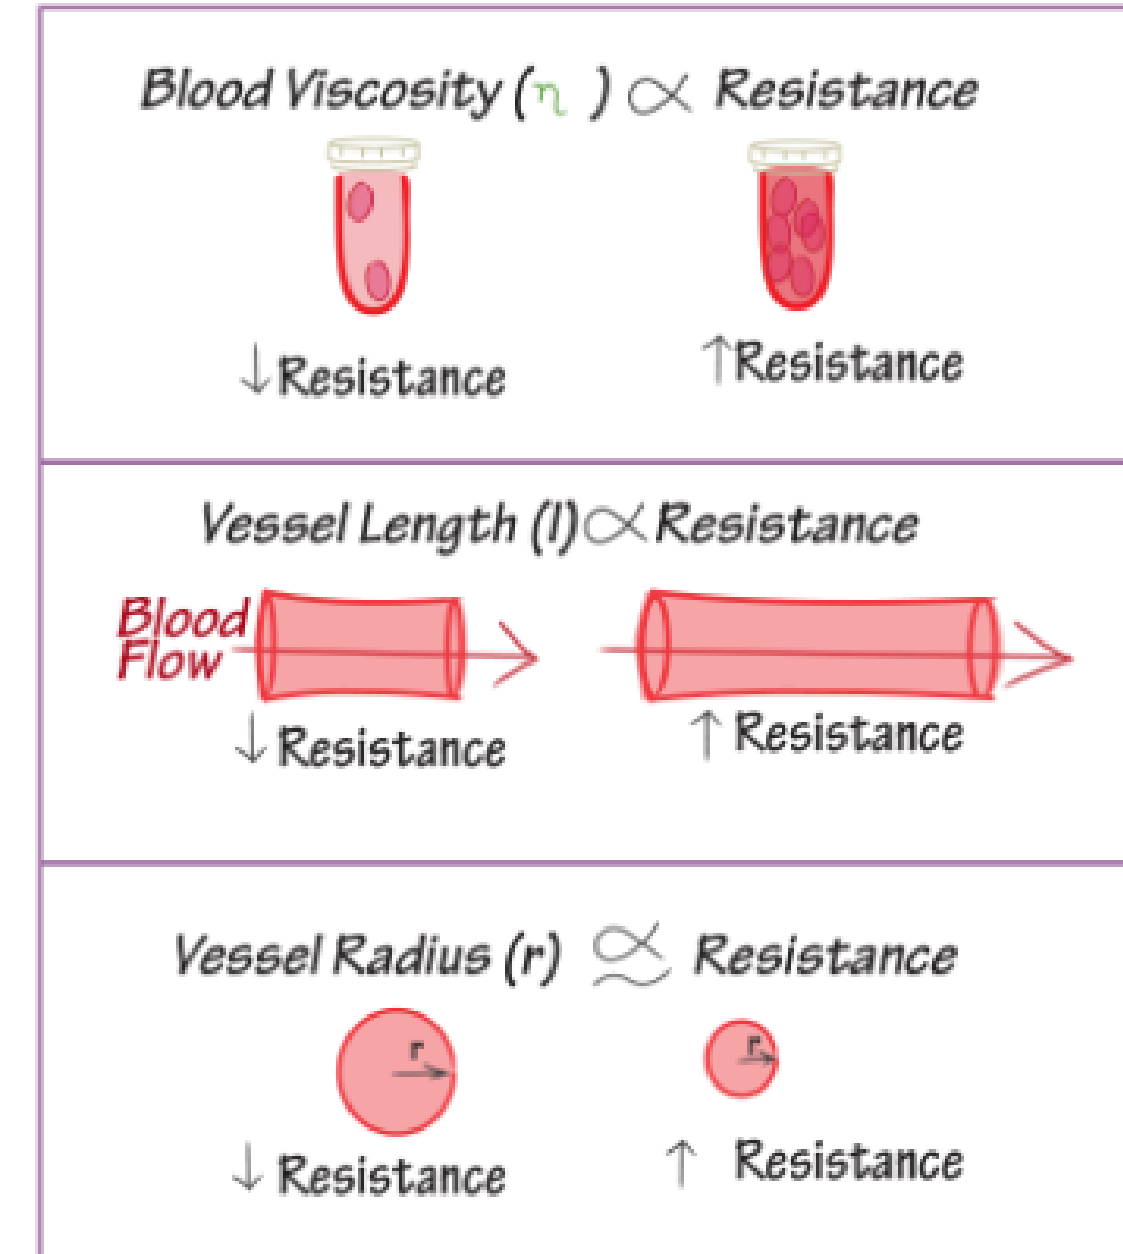 Blood Viscosity (η) ∝ Resistance
↓ Resistance
↑ Resistance
Vessel Length (l) ∝ Resistance
Blood
Flow
↓ Resistance
↑ Resistance
Vessel Radius (r) ∝ Resistance
r
r
↓ Resistance
↑ Resistance